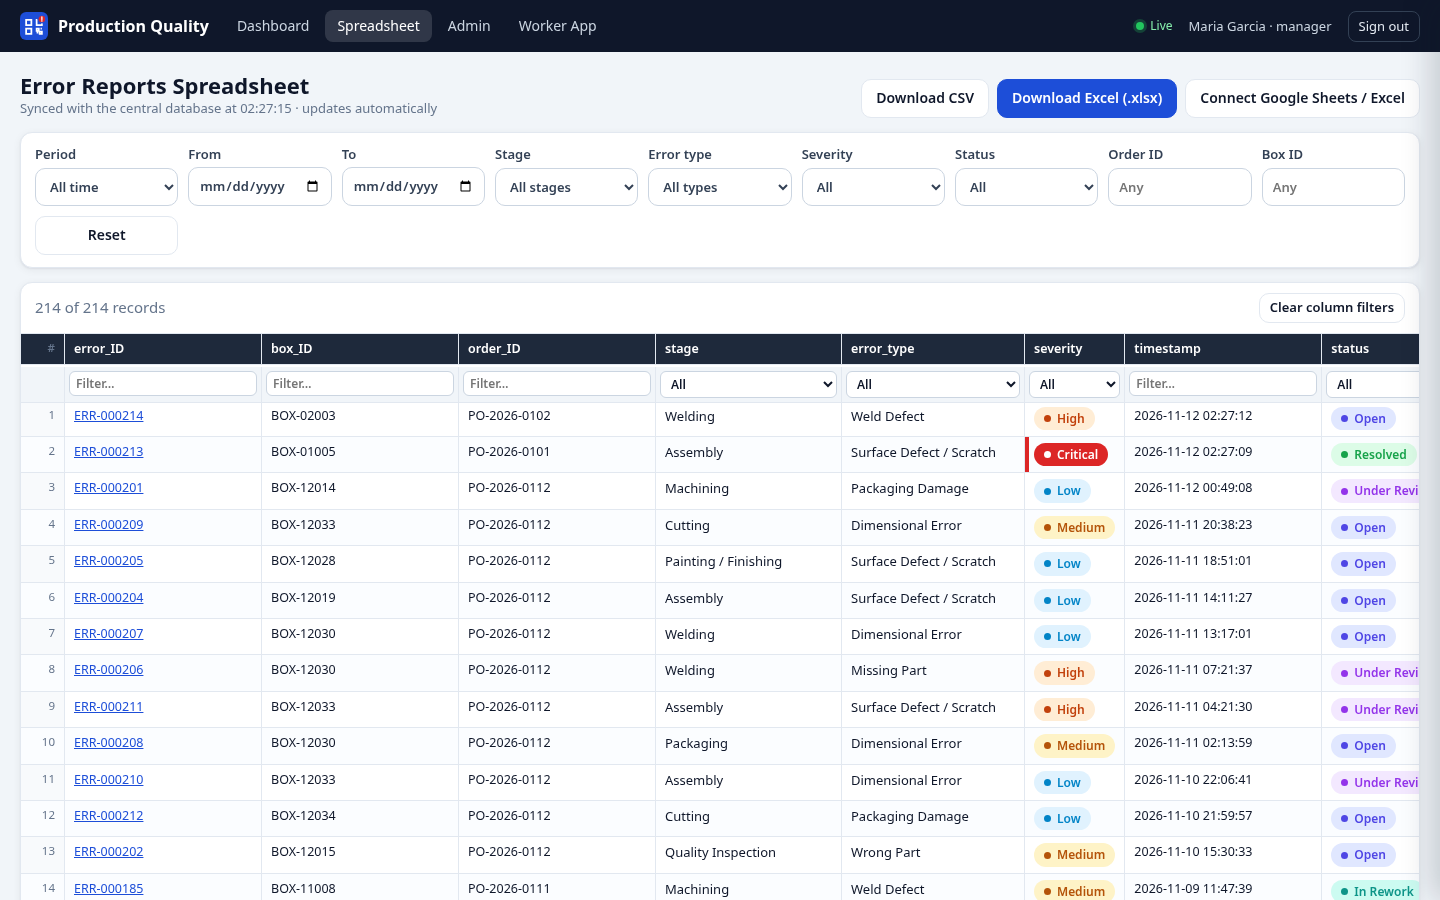 Production Quality Dashboard Spreadsheet Admin Worker App Live Maria Garcia · manager Sign out
Error Reports Spreadsheet
Synced with the central database at 02:27:15 · updates automatically
Download CSV Download Excel (.xlsx) Connect Google Sheets / Excel
Period From To Stage Error type Severity Status Order ID Box ID
All time mm/dd/yyyy mm/dd/yyyy All stages All types All All Any Any
Reset
214 of 214 records Clear column filters
# error_ID box_ID order_ID stage error_type severity timestamp status
Filter... Filter... Filter... All All All Filter... All
1 ERR-000214 BOX-02003 PO-2026-0102 Welding Weld Defect High 2026-11-12 02:27:12 Open
2 ERR-000213 BOX-01005 PO-2026-0101 Assembly Surface Defect / Scratch Critical 2026-11-12 02:27:09 Resolved
3 ERR-000201 BOX-12014 PO-2026-0112 Machining Packaging Damage Low 2026-11-12 00:49:08 Under Revi
4 ERR-000209 BOX-12033 PO-2026-0112 Cutting Dimensional Error Medium 2026-11-11 20:38:23 Open
5 ERR-000205 BOX-12028 PO-2026-0112 Painting / Finishing Surface Defect / Scratch Low 2026-11-11 18:51:01 Open
6 ERR-000204 BOX-12019 PO-2026-0112 Assembly Surface Defect / Scratch Low 2026-11-11 14:11:27 Open
7 ERR-000207 BOX-12030 PO-2026-0112 Welding Dimensional Error Low 2026-11-11 13:17:01 Open
8 ERR-000206 BOX-12030 PO-2026-0112 Welding Missing Part High 2026-11-11 07:21:37 Under Revi
9 ERR-000211 BOX-12033 PO-2026-0112 Assembly Surface Defect / Scratch High 2026-11-11 04:21:30 Under Revi
10 ERR-000208 BOX-12030 PO-2026-0112 Packaging Dimensional Error Medium 2026-11-11 02:13:59 Open
11 ERR-000210 BOX-12033 PO-2026-0112 Assembly Dimensional Error Low 2026-11-10 22:06:41 Under Revi
12 ERR-000212 BOX-12034 PO-2026-0112 Cutting Packaging Damage Low 2026-11-10 21:59:57 Open
13 ERR-000202 BOX-12015 PO-2026-0112 Quality Inspection Wrong Part Medium 2026-11-10 15:30:33 Open
14 ERR-000185 BOX-11008 PO-2026-0111 Machining Weld Defect Medium 2026-11-09 11:47:39 In Rework